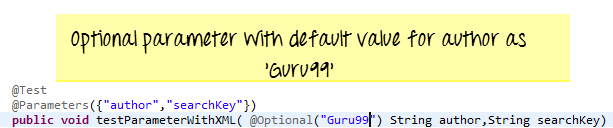 Optional parameter with default value for author as
'Guru99'
@Test
@Parameters({"author","searchKey"})
public void testParameterWithXML( @Optional("Guru99") String author,String searchKey)